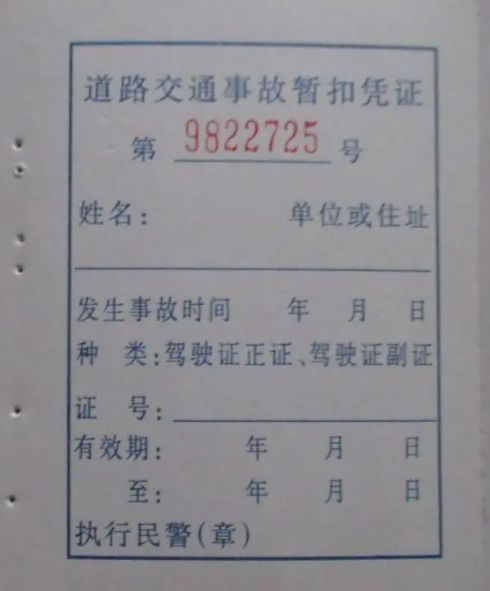 道路交通事故暂扣凭证
第 9822725 号
姓名： 单位或住址
发生事故时间 年 月 日
种 类：驾驶证正证、驾驶证副证
证 号：
有效期： 年 月 日
至： 年 月 日
执行民警（章）